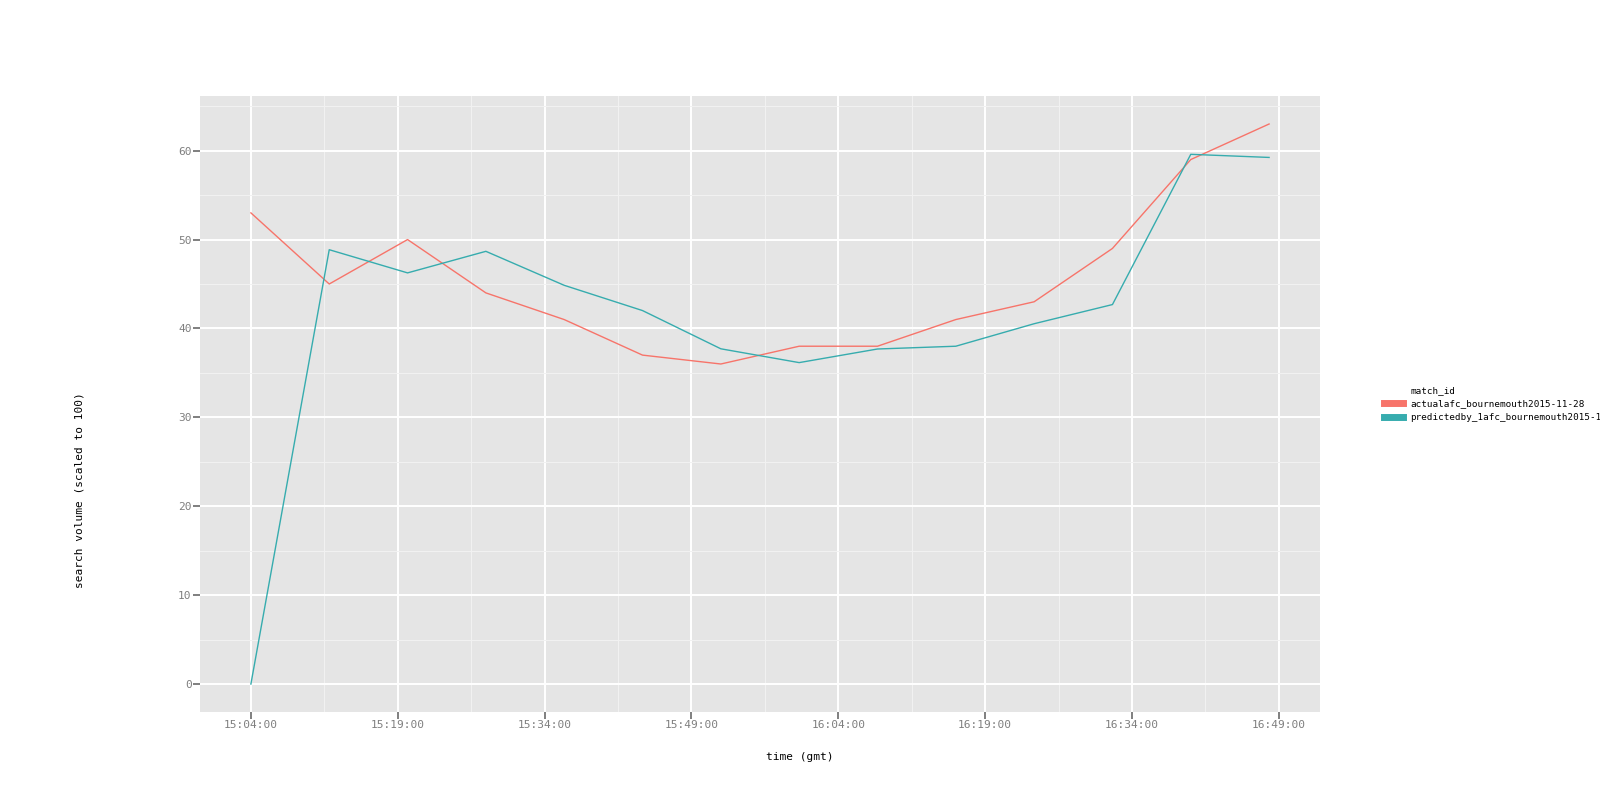 60
50
40
30
20
10
0
search volume (scaled to 100)
15:04:00 15:19:00 15:34:00 15:49:00 16:04:00 16:19:00 16:34:00 16:49:00
time (gmt)
match_id
actualafc_bournemouth2015-11-28
predictedby_1afc_bournemouth2015-1